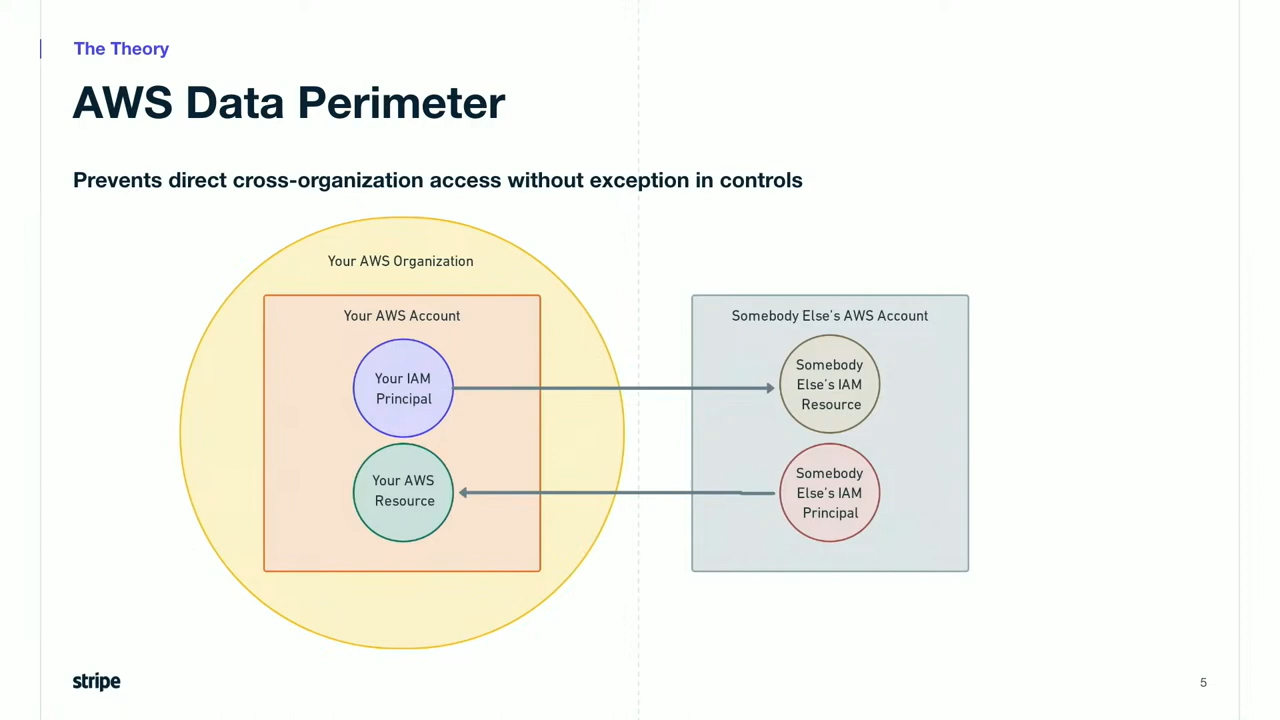 The Theory
AWS Data Perimeter
Prevents direct cross-organization access without exception in controls
Your AWS Organization
Your AWS Account
Your IAM
Principal
Your AWS
Resource
Somebody Else's AWS Account
Somebody
Else's IAM
Resource
Somebody
Else's IAM
Principal
stripe
5